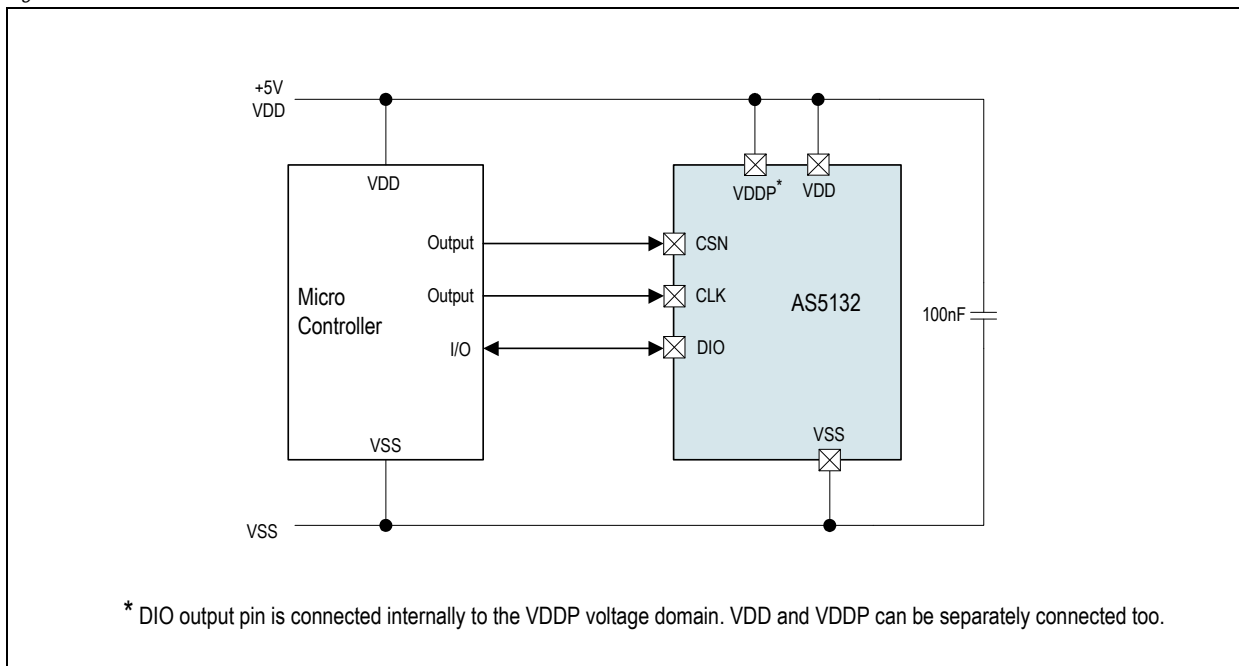 +5V
VDD
VDD
VDDP*
VDD
Output
CSN
Output
CLK
Micro
Controller
AS5132
100nF
I/O
DIO
VSS
VSS
VSS
* DIO output pin is connected internally to the VDDP voltage domain. VDD and VDDP can be separately connected too.